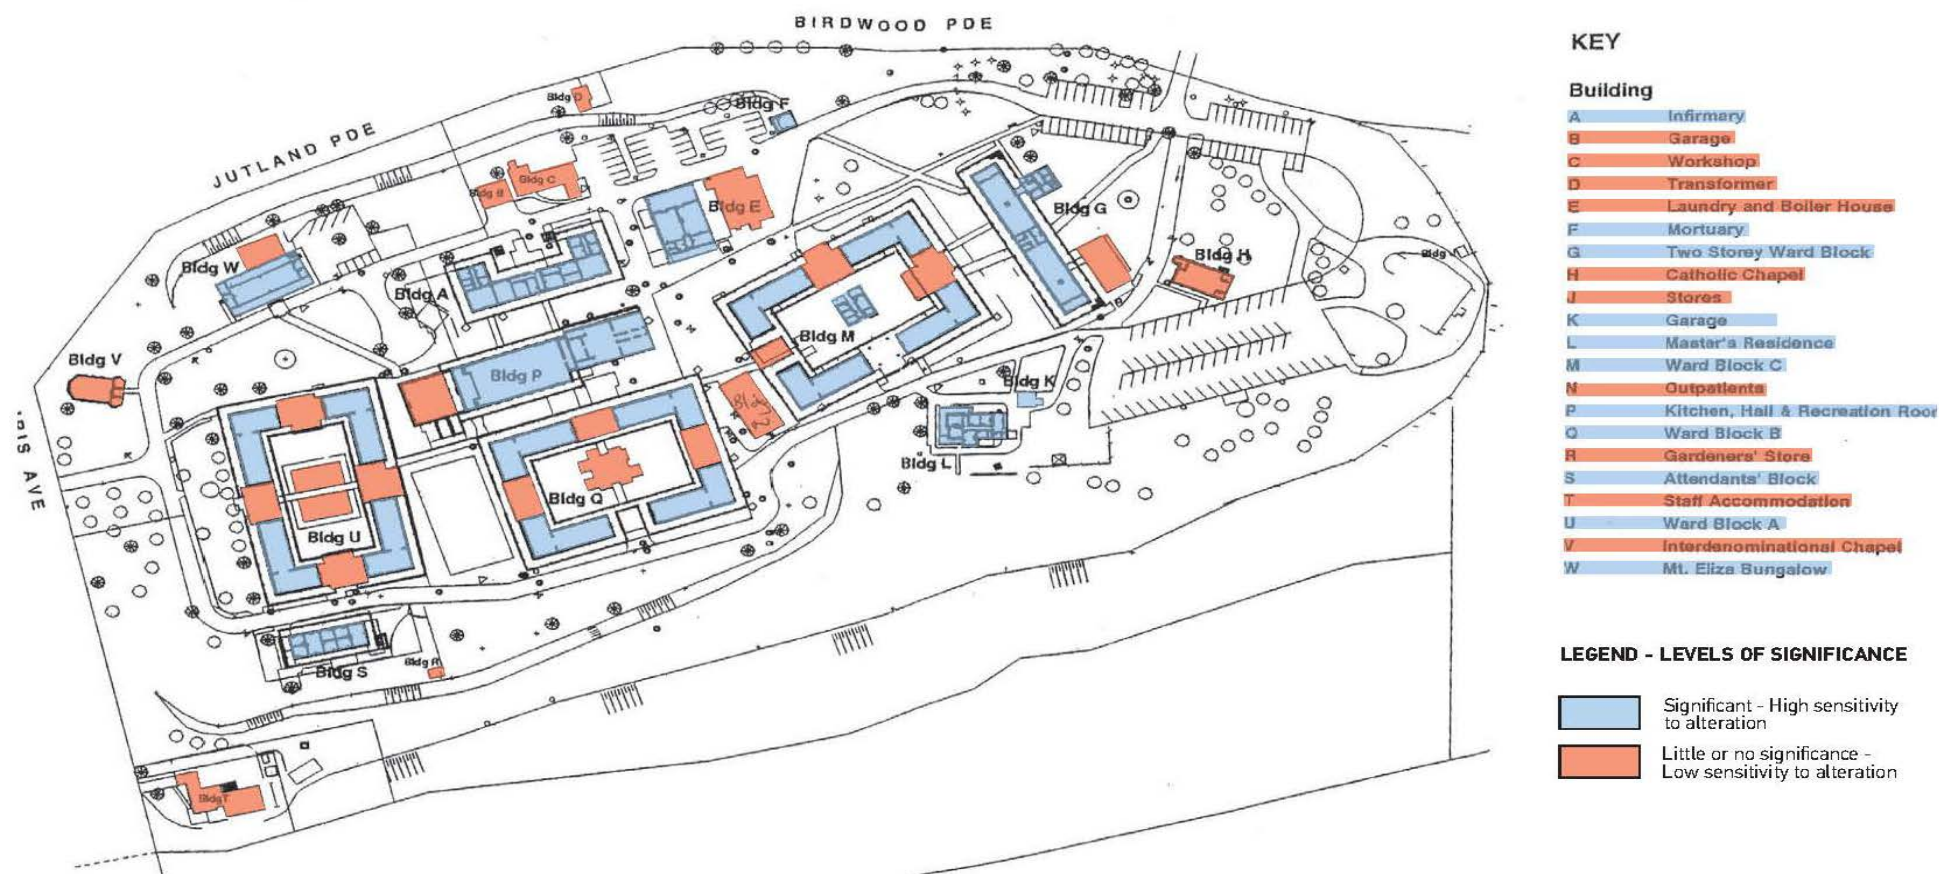 BIRDWOOD PDE
JUTLAND PDE
AVE
Bldg D
Bldg F
Bldg B
Bldg C
Bldg E
Bldg G
Bldg H
Bldg
Bldg W
Bldg A
Bldg M
Bldg V
Bldg P
Bldg K
Bldg L
Bldg Q
Bldg U
Bldg S
Bldg R
Bldg T
KEY
Building
A Infirmary
B Garage
C Workshop
D Transformer
E Laundry and Boiler House
F Mortuary
G Two Storey Ward Block
H Catholic Chapel
J Stores
K Garage
L Master's Residence
M Ward Block C
N Outpatients
P Kitchen, Hall & Recreation Roor
Q Ward Block B
R Gardeners' Store
S Attendants' Block
T Staff Accommodation
U Ward Block A
V Interdenominational Chapel
W Mt. Eliza Bungalow
LEGEND - LEVELS OF SIGNIFICANCE
Significant - High sensitivity
to alteration
Little or no significance -
Low sensitivity to alteration